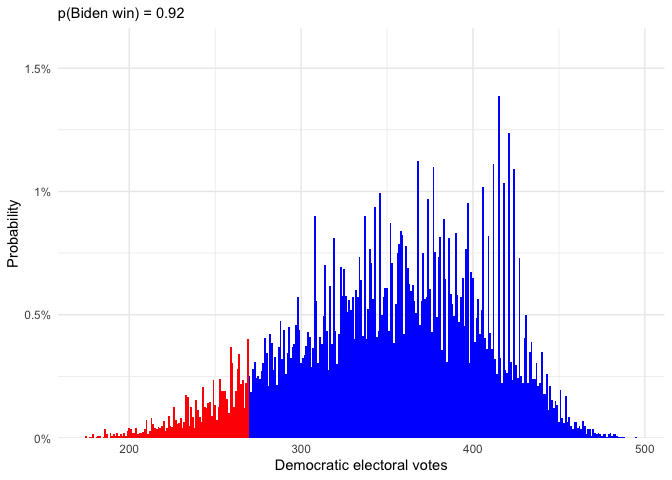 p(Biden win) = 0.92
1.5%
1%
0.5%
0%
Probability
200
300
400
500
Democratic electoral votes